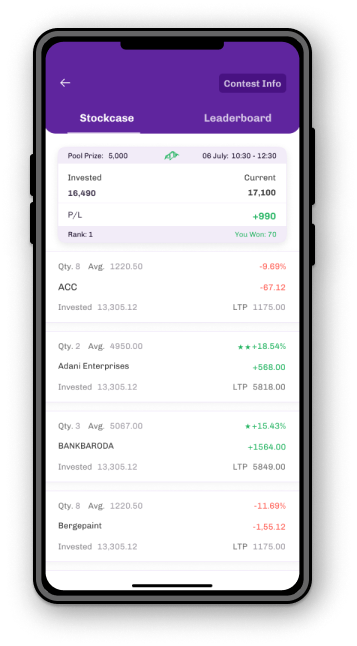 Contest Info
Stockcase Leaderboard
Pool Prize: 5,000 06 July: 10:30 - 12:30
Invested Current
16,490 17,100
P/L +990
Rank: 1 You Won: 70
Qty. 8 Avg. 1220.50 -9.69%
ACC -67.12
Invested 13,305.12 LTP 1175.00
Qty. 2 Avg. 4950.00 ★★+18.54%
Adani Enterprises +568.00
Invested 13,305.12 LTP 5818.00
Qty. 3 Avg. 5067.00 ★+15.43%
BANKBARODA +1564.00
Invested 13,305.12 LTP 5849.00
Qty. 8 Avg. 1220.50 -11.69%
Bergepaint -1,55.12
Invested 13,305.12 LTP 1175.00